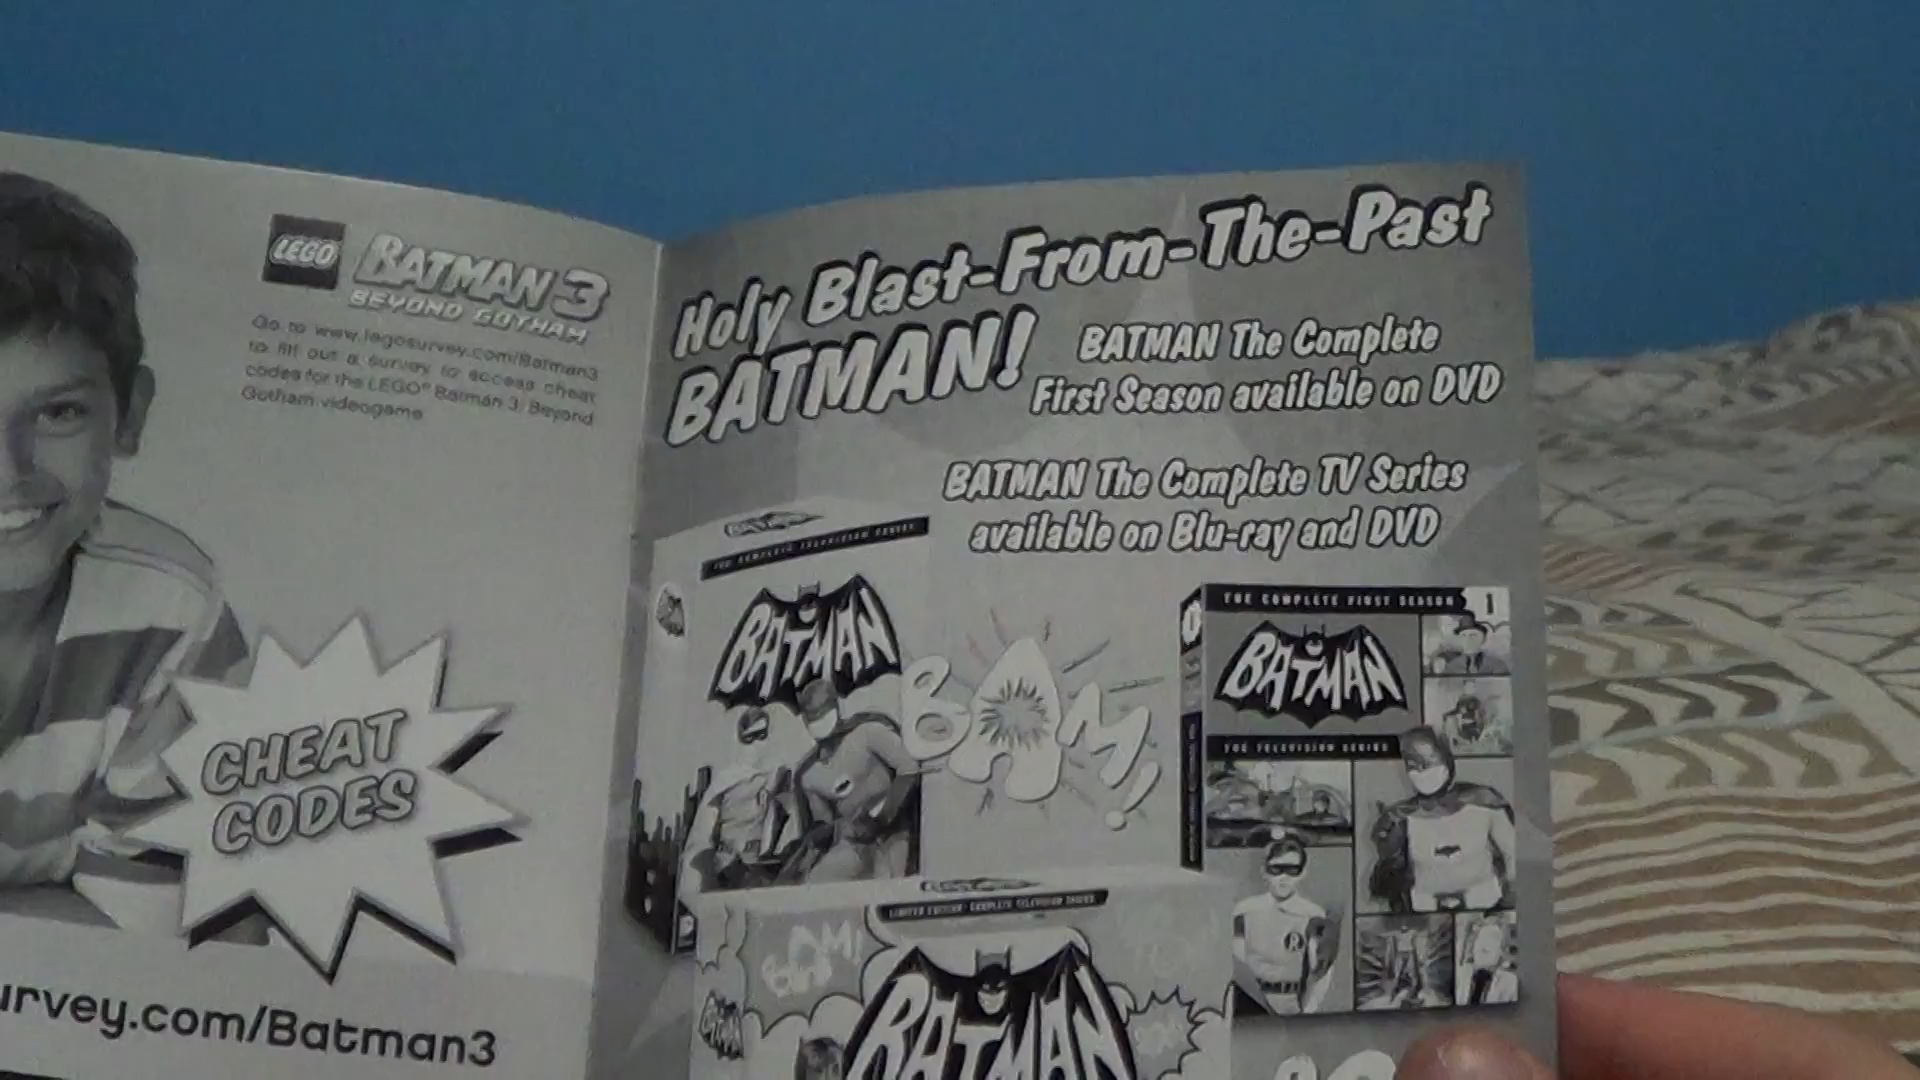 LEGO
BATMAN 3
BEYOND GOTHAM
Go to www.legosurvey.com/Batman3
to fill out a survey to access cheat
codes for the LEGO® Batman 3: Beyond
Gotham videogame
CHEAT
CODES
urvey.com/Batman3
Holy Blast-From-The-Past
BATMAN!
BATMAN The Complete
First Season available on DVD
BATMAN The Complete TV Series
available on Blu-ray and DVD
THE COMPLETE TELEVISION SERIES
BATMAN
BAM!
THE COMPLETE FIRST SEASON 1
BATMAN
THE TELEVISION SERIES
R
LIMITED EDITION COMPLETE TELEVISION SERIES
BAM!
BATMAN